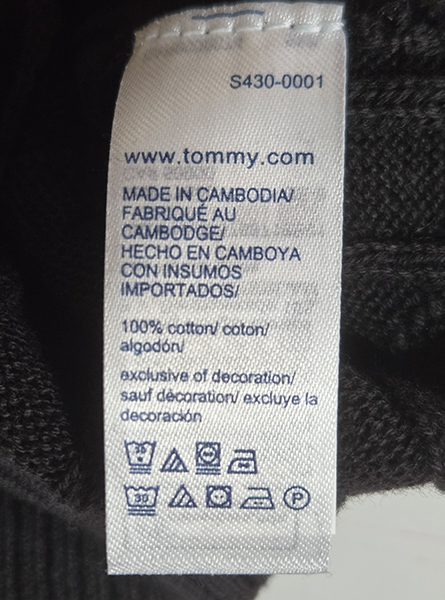 S430-0001
www.tommy.com
MADE IN CAMBODIA/
FABRIQUÉ AU
CAMBODGE/
HECHO EN CAMBOYA
CON INSUMOS
IMPORTADOS/
100% cotton/ coton/
algodón/
exclusive of decoration/
sauf décoration/ excluye la
decoración
30 P